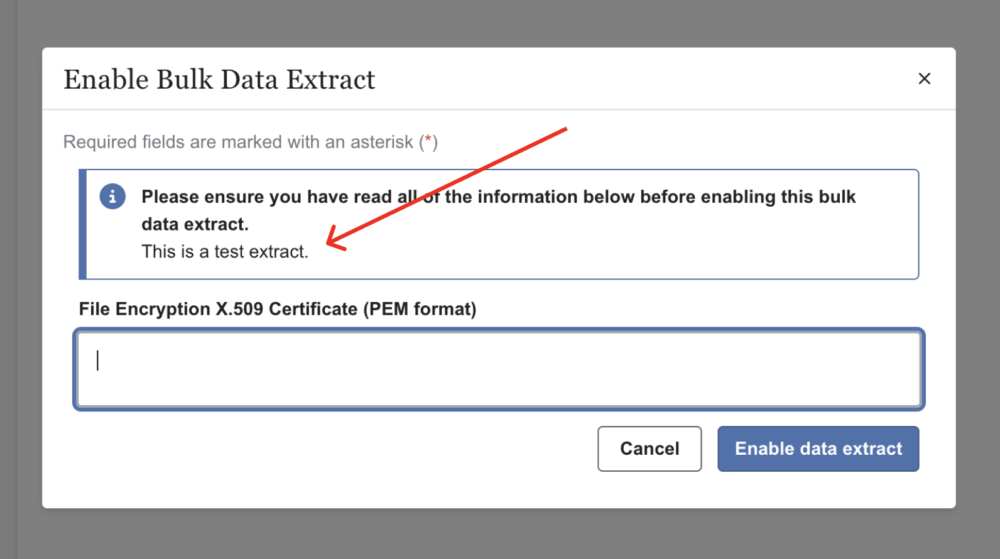 Enable Bulk Data Extract
Required fields are marked with an asterisk (*)
Please ensure you have read all of the information below before enabling this bulk
data extract.
This is a test extract.
File Encryption X.509 Certificate (PEM format)
Cancel
Enable data extract